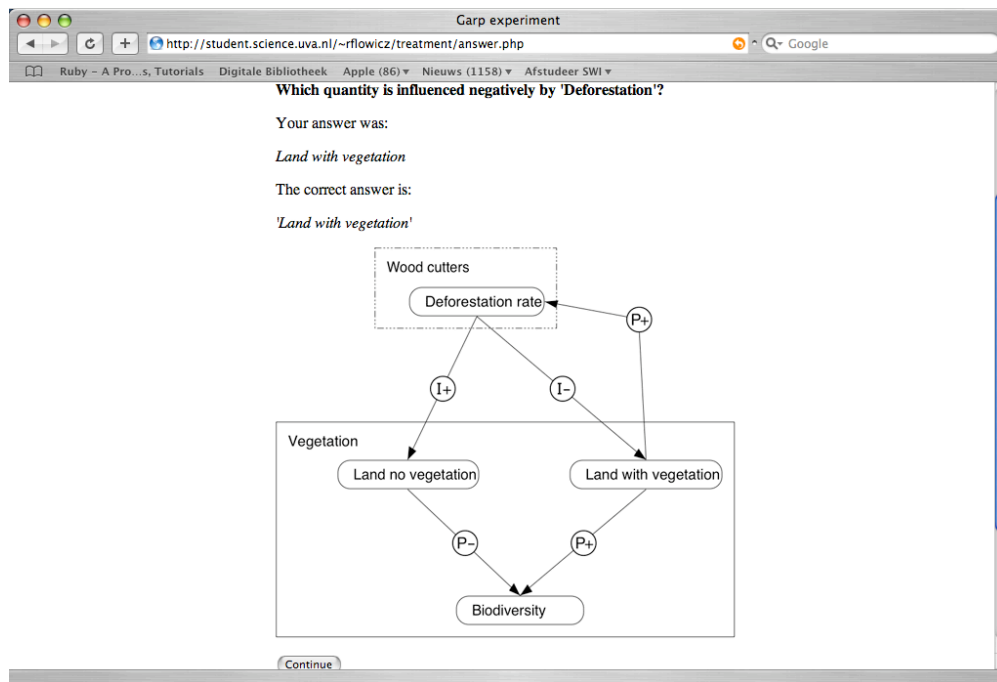 Garp experiment
http://student.science.uva.nl/~rflowicz/treatment/answer.php
Google
Ruby – A Pro...s, Tutorials Digitale Bibliotheek Apple (86) Nieuws (1158) Afstudeer SWI
Which quantity is influenced negatively by 'Deforestation'?
Your answer was:
Land with vegetation
The correct answer is:
'Land with vegetation'
Wood cutters
Deforestation rate
P+
I+ I-
Vegetation
Land no vegetation Land with vegetation
P- P+
Biodiversity
Continue